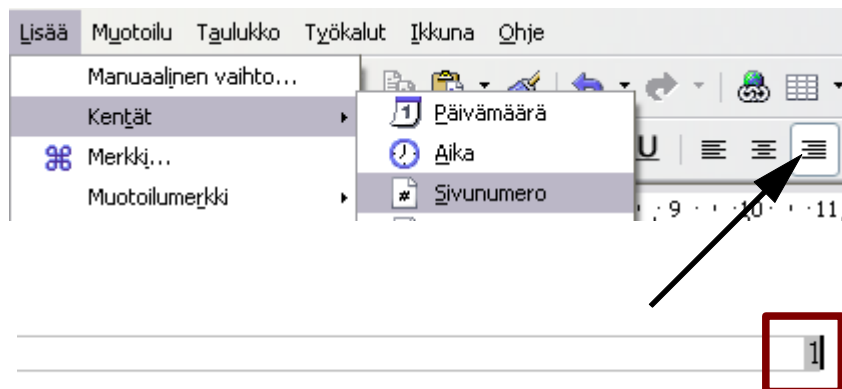 Lisää Muotoilu Taulukko Työkalut Ikkuna Ohje
Manuaalinen vaihto...
Kentät
Päivämäärä
Merkki...
Aika
U
Muotoilumerkki
# Sivunumero
9 10 11
1